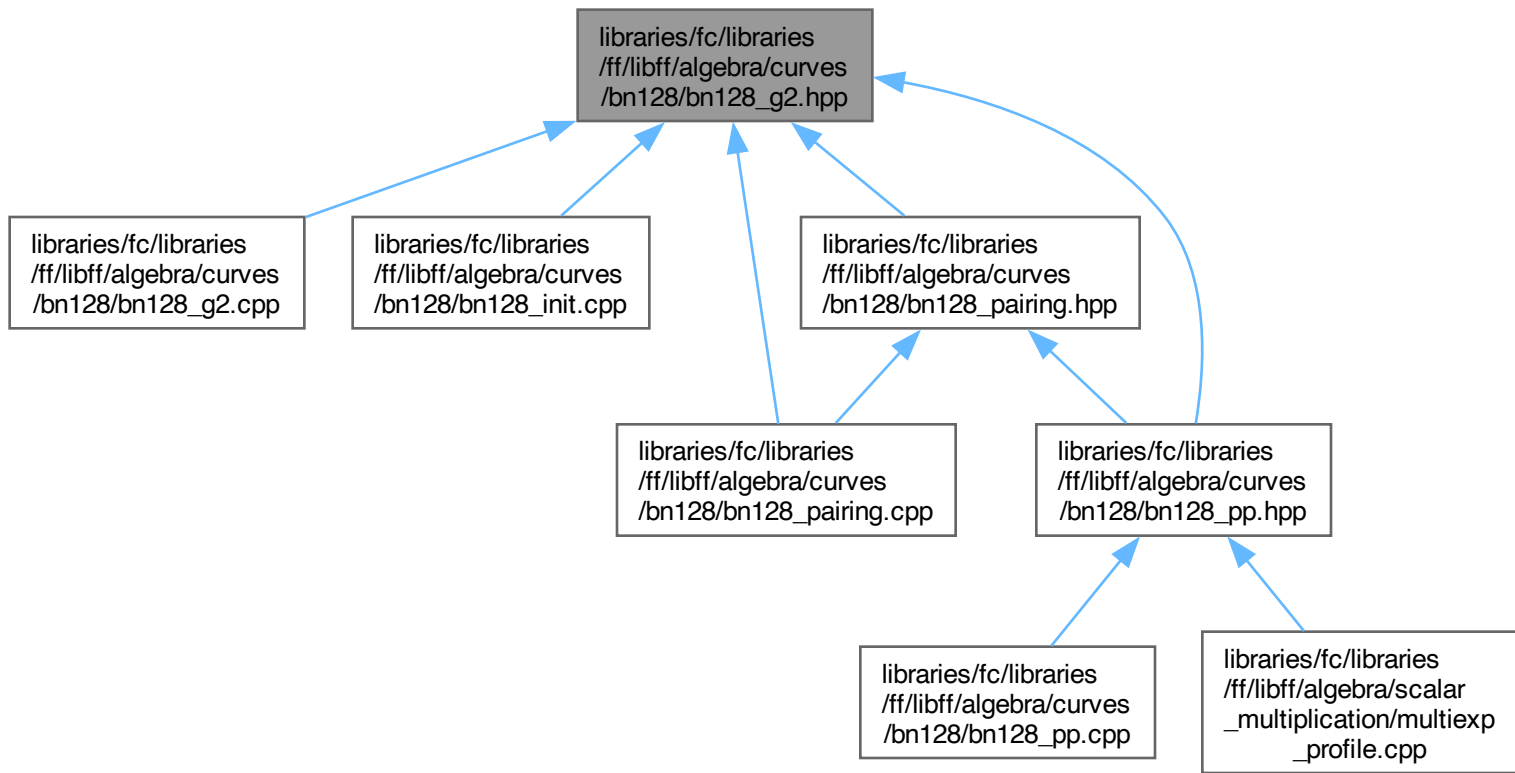 libraries/fc/libraries
/ff/libff/algebra/curves
/bn128/bn128_g2.hpp
libraries/fc/libraries
/ff/libff/algebra/curves
/bn128/bn128_g2.cpp
libraries/fc/libraries
/ff/libff/algebra/curves
/bn128/bn128_init.cpp
libraries/fc/libraries
/ff/libff/algebra/curves
/bn128/bn128_pairing.hpp
libraries/fc/libraries
/ff/libff/algebra/curves
/bn128/bn128_pairing.cpp
libraries/fc/libraries
/ff/libff/algebra/curves
/bn128/bn128_pp.hpp
libraries/fc/libraries
/ff/libff/algebra/curves
/bn128/bn128_pp.cpp
libraries/fc/libraries
/ff/libff/algebra/scalar
_multiplication/multiexp
_profile.cpp